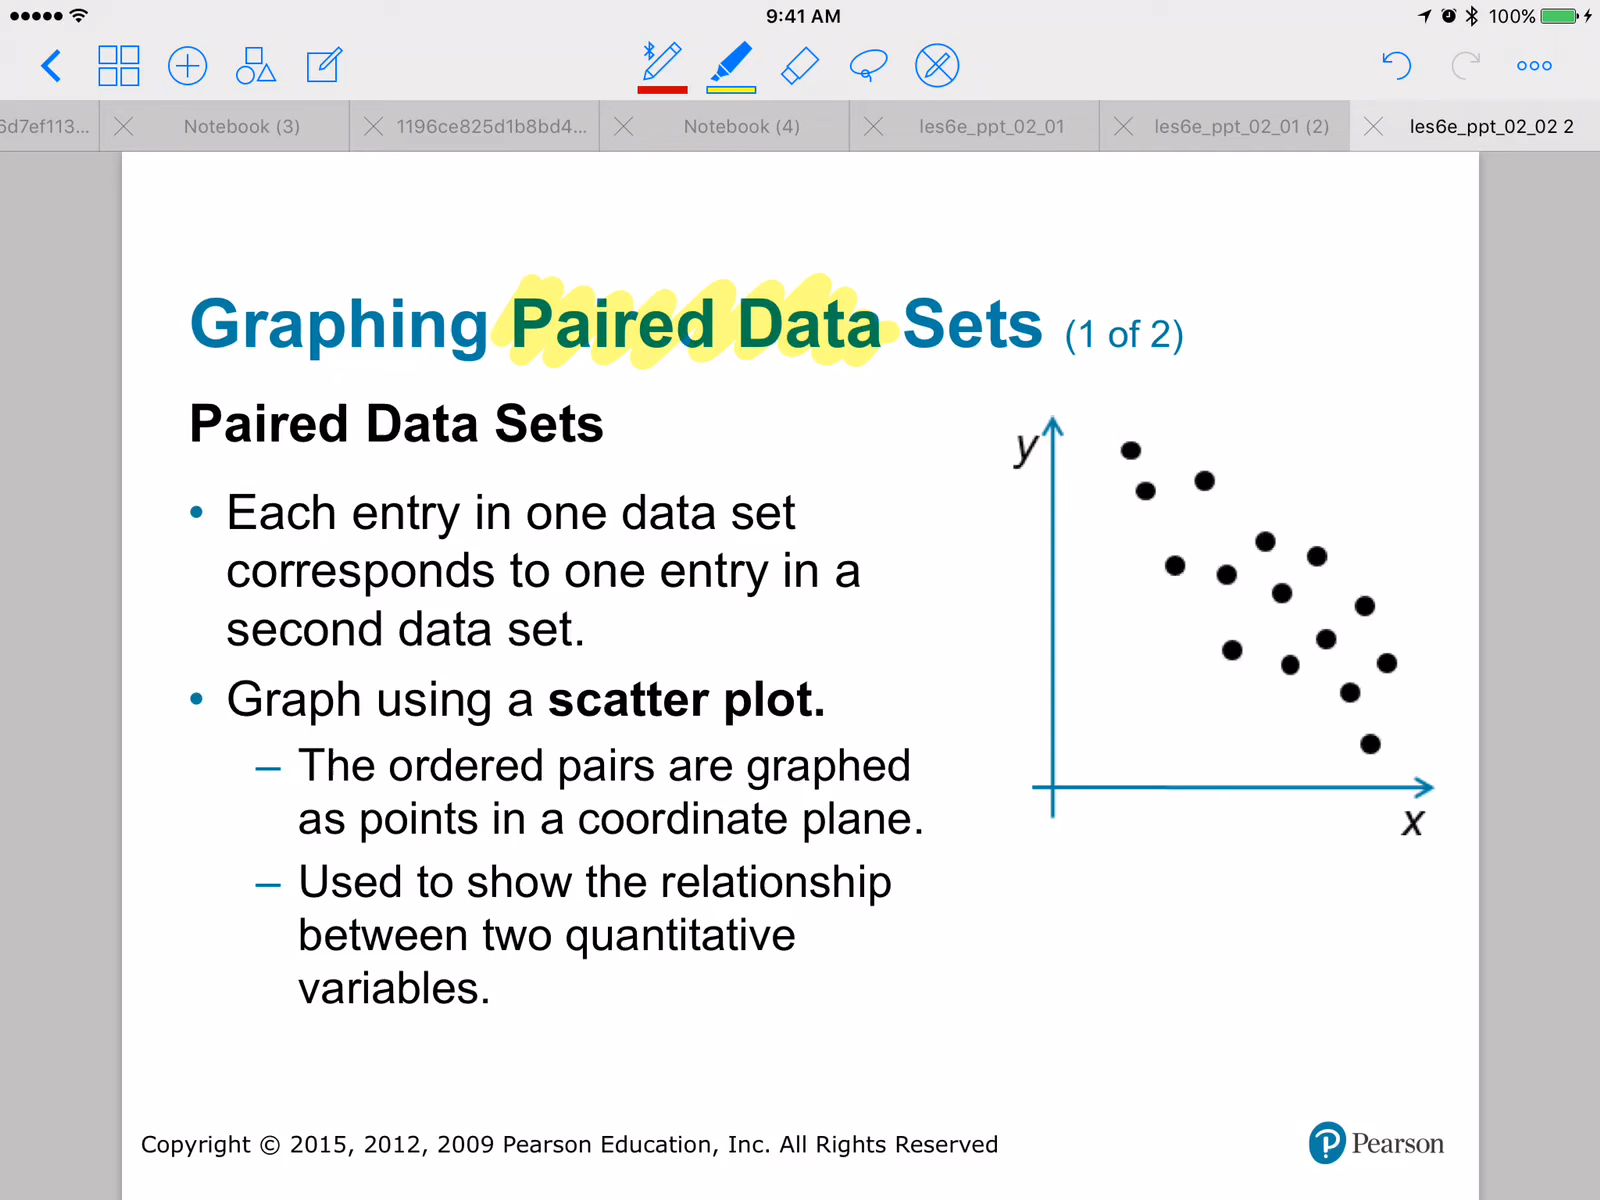 9:41 AM
100%
6d7ef113...
Notebook (3)
1196ce825d1b8bd4...
Notebook (4)
les6e_ppt_02_01
les6e_ppt_02_01 (2)
les6e_ppt_02_02 2
Graphing Paired Data Sets (1 of 2)
Paired Data Sets
• Each entry in one data set
corresponds to one entry in a
second data set.
• Graph using a scatter plot.
– The ordered pairs are graphed
as points in a coordinate plane.
– Used to show the relationship
between two quantitative
variables.
y
x
Copyright © 2015, 2012, 2009 Pearson Education, Inc. All Rights Reserved
P Pearson